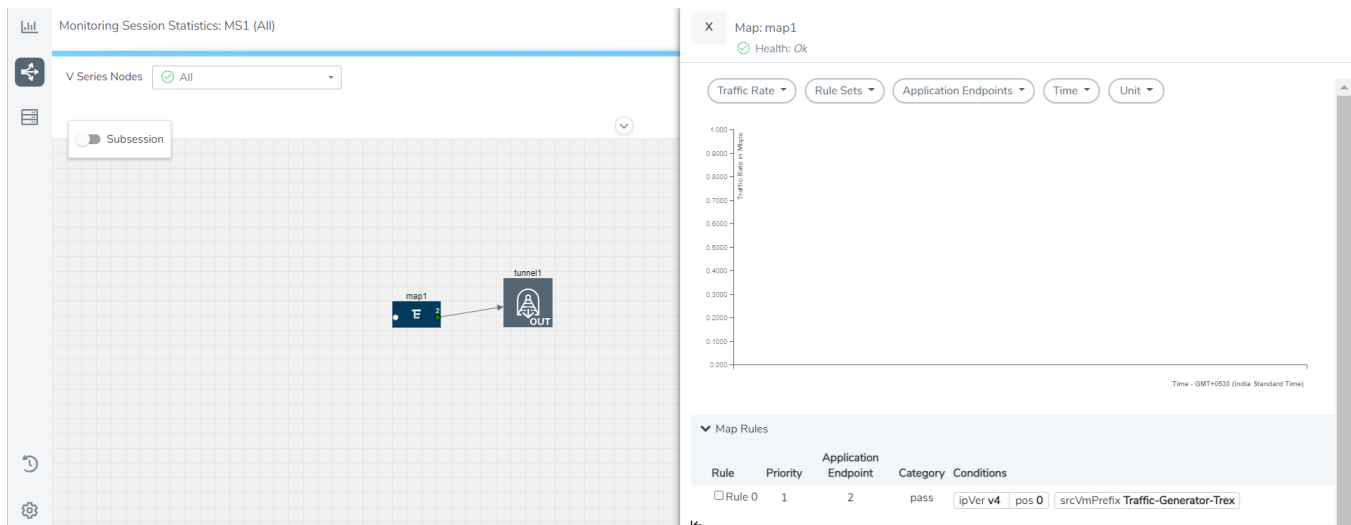 Monitoring Session Statistics: MS1 (All)
V Series Nodes All
Subsession
map1
E 2
tunnel1
OUT
X Map: map1
Health: Ok
Traffic Rate Rule Sets Application Endpoints Time Unit
1.000
0.9000
0.8000
0.7000
0.6000
0.5000
0.4000
0.3000
0.2000
0.1000
0.000
Traffic Rate in Mbps
Time - GMT+0530 (India Standard Time)
Map Rules
Rule Priority Application Endpoint Category Conditions
Rule 0 1 2 pass ipVer v4 pos 0 srcVmPrefix Traffic-Generator-Trex